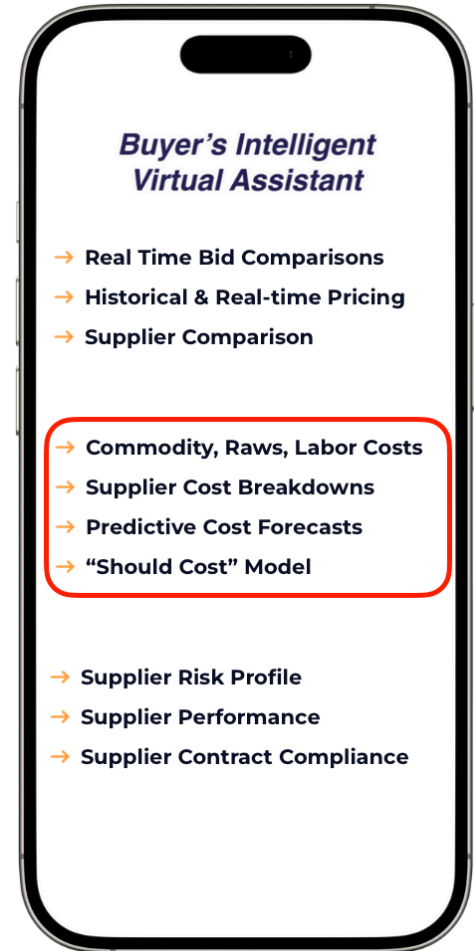 Buyer's Intelligent
Virtual Assistant
→ Real Time Bid Comparisons
→ Historical & Real-time Pricing
→ Supplier Comparison
→ Commodity, Raws, Labor Costs
→ Supplier Cost Breakdowns
→ Predictive Cost Forecasts
→ “Should Cost” Model
→ Supplier Risk Profile
→ Supplier Performance
→ Supplier Contract Compliance